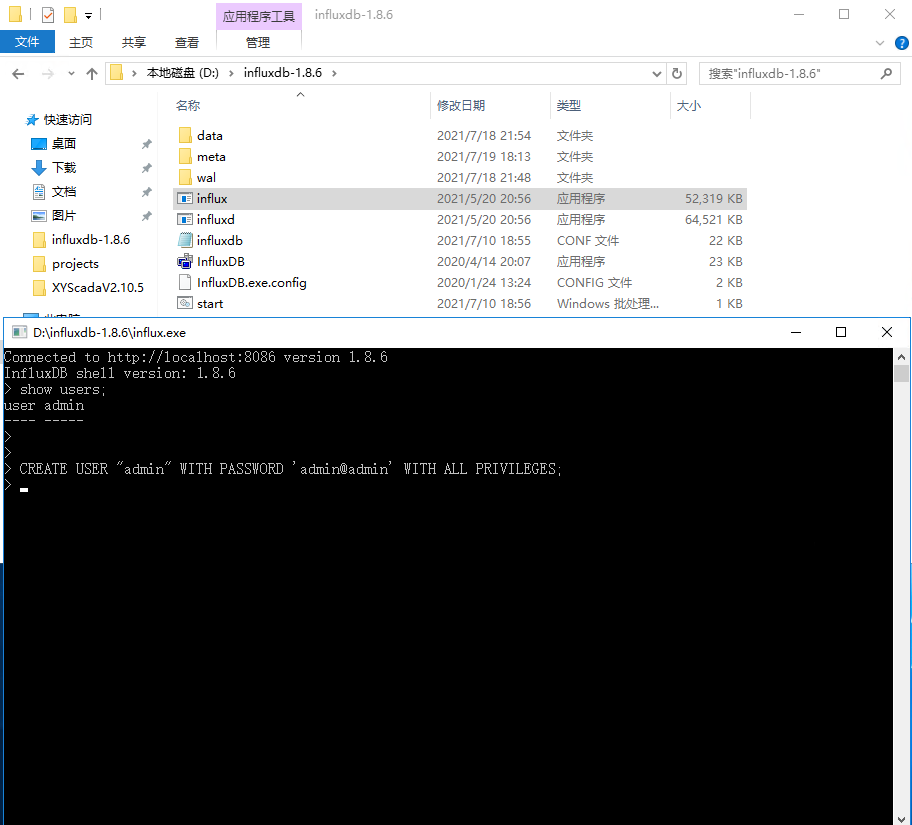 应用程序工具 influxdb-1.8.6
文件 主页 共享 查看 管理
本地磁盘 (D:) influxdb-1.8.6 搜索"influxdb-1.8.6"
名称 修改日期 类型 大小
快速访问
桌面
下载
文档
图片
influxdb-1.8.6
projects
XYScadaV2.10.5
data 2021/7/18 21:54 文件夹
meta 2021/7/19 18:13 文件夹
wal 2021/7/18 21:48 文件夹
influx 2021/5/20 20:56 应用程序 52,319 KB
influxd 2021/5/20 20:56 应用程序 64,521 KB
influxdb 2021/7/10 18:55 CONF 文件 22 KB
InfluxDB 2020/4/14 20:07 应用程序 23 KB
InfluxDB.exe.config 2020/1/24 13:24 CONFIG 文件 2 KB
start 2021/7/10 18:56 Windows 批处理... 1 KB
D:\influxdb-1.8.6\influx.exe
Connected to http://localhost:8086 version 1.8.6
InfluxDB shell version: 1.8.6
> show users;
user admin
---- -----
>
>
> CREATE USER "admin" WITH PASSWORD 'admin@admin' WITH ALL PRIVILEGES;
>